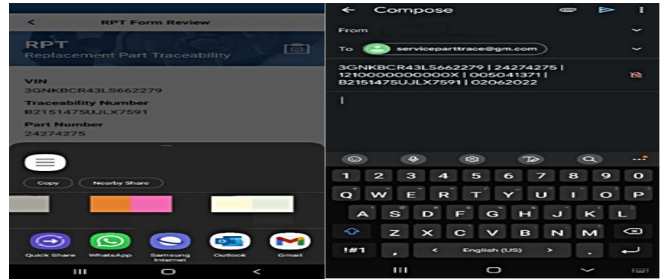 RPT Form Review
RPT
Replacement Part Traceability
VIN
3GNKBCR43LS662279
Traceability Number
B2151475UJLX7591
Part Number
24274275
Copy
Nearby Share
Quick Share
WhatsApp
Samsung
Internet
Outlook
Gmail
Compose
From
To serviceparttrace@gm.com
3GNKBCR43LS662279 | 24274275 |
12100000000000X | 005041371 |
B2151475UJLX7591 | 02062022
1 2 3 4 5 6 7 8 9 0
Q W E R T Y U I O P
A S D F G H J K L
Z X C V B N M
!#1 , < English (US) > .